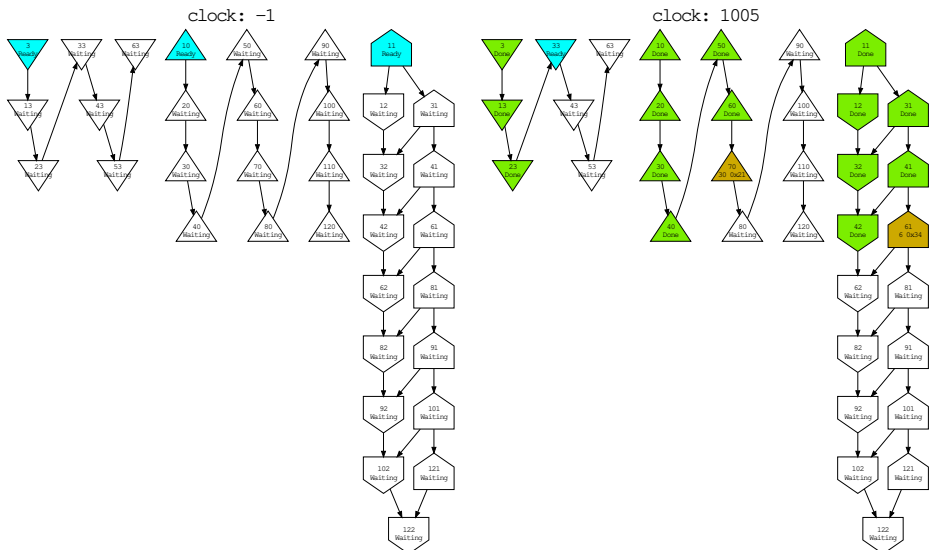 clock: −1
3
Ready
33
Waiting
63
Waiting
10
Ready
50
Waiting
90
Waiting
11
Ready
13
Waiting
43
Waiting
20
Waiting
60
Waiting
100
Waiting
12
Waiting
31
Waiting
23
Waiting
53
Waiting
30
Waiting
70
Waiting
110
Waiting
32
Waiting
41
Waiting
40
Waiting
80
Waiting
120
Waiting
42
Waiting
61
Waiting
62
Waiting
81
Waiting
82
Waiting
91
Waiting
92
Waiting
101
Waiting
102
Waiting
121
Waiting
122
Waiting
clock: 1005
3
Done
33
Ready
63
Waiting
10
Done
50
Done
90
Waiting
11
Done
13
Done
43
Waiting
20
Done
60
Done
100
Waiting
12
Done
31
Done
23
Done
53
Waiting
30
Done
70
30 0x21
110
Waiting
32
Done
41
Done
40
Done
80
Waiting
120
Waiting
42
Done
61
6 0x34
62
Waiting
81
Waiting
82
Waiting
91
Waiting
92
Waiting
101
Waiting
102
Waiting
121
Waiting
122
Waiting